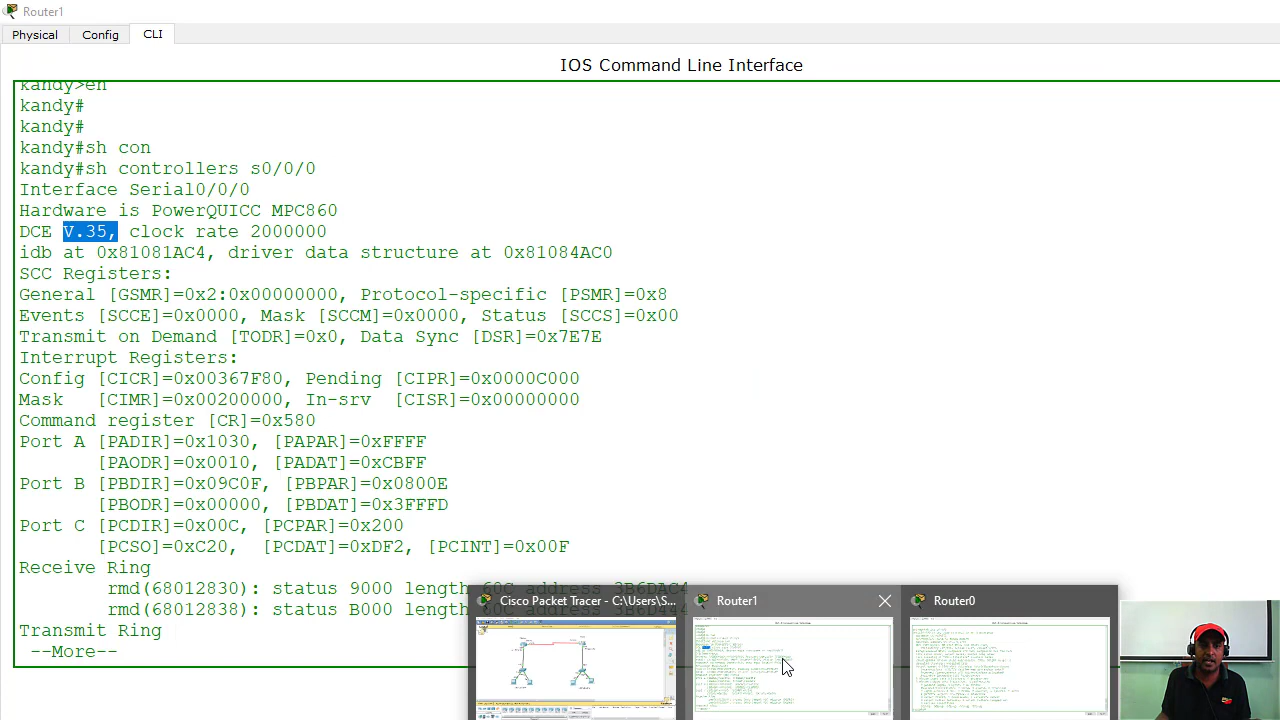 Router1
Physical Config CLI
IOS Command Line Interface
kandy>en
kandy#
kandy#
kandy#sh con
kandy#sh controllers s0/0/0
Interface Serial0/0/0
Hardware is PowerQUICC MPC860
DCE V.35, clock rate 2000000
idb at 0x81081AC4, driver data structure at 0x81084AC0
SCC Registers:
General [GSMR]=0x2:0x00000000, Protocol-specific [PSMR]=0x8
Events [SCCE]=0x0000, Mask [SCCM]=0x0000, Status [SCCS]=0x00
Transmit on Demand [TODR]=0x0, Data Sync [DSR]=0x7E7E
Interrupt Registers:
Config [CICR]=0x00367F80, Pending [CIPR]=0x0000C000
Mask   [CIMR]=0x00200000, In-srv  [CISR]=0x00000000
Command register [CR]=0x580
Port A [PADIR]=0x1030, [PAPAR]=0xFFFF
[PAODR]=0x0010, [PADAT]=0xCBFF
Port B [PBDIR]=0x09C0F, [PBPAR]=0x0800E
[PBODR]=0x00000, [PBDAT]=0x3FFFD
Port C [PCDIR]=0x00C, [PCPAR]=0x200
[PCSO]=0xC20,  [PCDAT]=0xDF2, [PCINT]=0x00F
Receive Ring
rmd(68012830): status 9000 length 60C address 3B6DAC4
rmd(68012838): status B000 length
Transmit Ring
--More--
Cisco Packet Tracer - C:\Users\S...
Router1
Router0